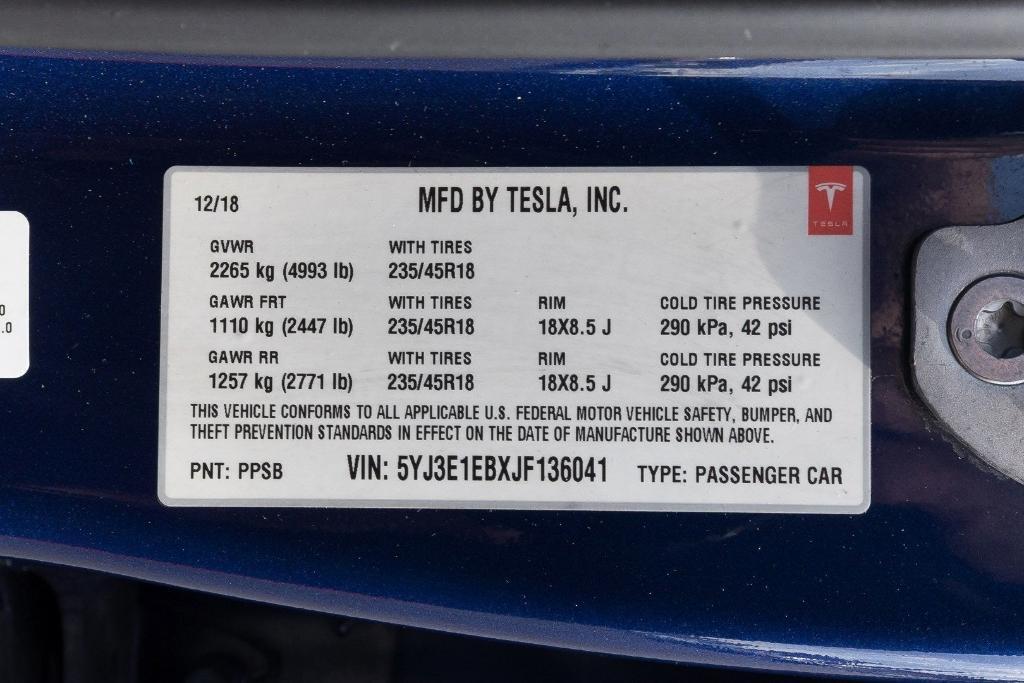 12/18 MFD BY TESLA, INC.
TESLA
GVWR WITH TIRES
2265 kg (4993 lb) 235/45R18
GAWR FRT WITH TIRES RIM COLD TIRE PRESSURE
1110 kg (2447 lb) 235/45R18 18X8.5 J 290 kPa, 42 psi
GAWR RR WITH TIRES RIM COLD TIRE PRESSURE
1257 kg (2771 lb) 235/45R18 18X8.5 J 290 kPa, 42 psi
THIS VEHICLE CONFORMS TO ALL APPLICABLE U.S. FEDERAL MOTOR VEHICLE SAFETY, BUMPER, AND
THEFT PREVENTION STANDARDS IN EFFECT ON THE DATE OF MANUFACTURE SHOWN ABOVE.
PNT: PPSB VIN: 5YJ3E1EBXJF136041 TYPE: PASSENGER CAR